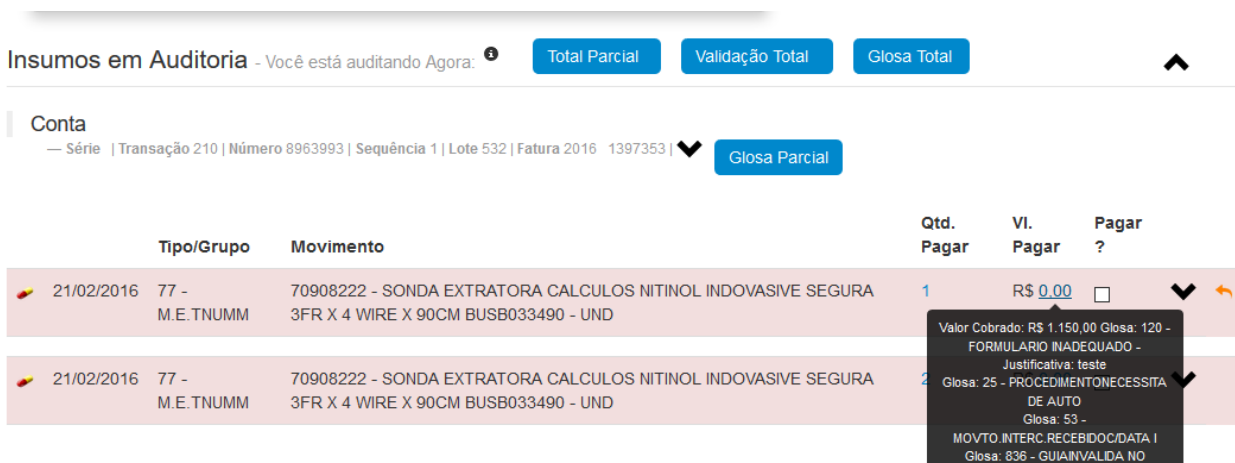 Insumos em Auditoria - Você está auditando Agora:
Total Parcial
Validação Total
Glosa Total
Conta
— Série | Transação 210 | Número 8963993 | Sequência 1 | Lote 532 | Fatura 2016 1397353 |
Glosa Parcial
Tipo/Grupo
Movimento
Qtd.
Pagar
Vl.
Pagar
Pagar
?
21/02/2016
77 -
M.E.TNUMM
70908222 - SONDA EXTRATORA CALCULOS NITINOL INDOVASIVE SEGURA
3FR X 4 WIRE X 90CM BUSB033490 - UND
1
R$ 0,00
Valor Cobrado: R$ 1.150,00 Glosa: 120 -
FORMULARIO INADEQUADO -
Justificativa: teste
Glosa: 25 - PROCEDIMENTONECESSITA
DE AUTO
Glosa: 53 -
MOVTO.INTERC.RECEBIDOC/DATA I
Glosa: 836 - GUIAINVALIDA NO
21/02/2016
77 -
M.E.TNUMM
70908222 - SONDA EXTRATORA CALCULOS NITINOL INDOVASIVE SEGURA
3FR X 4 WIRE X 90CM BUSB033490 - UND
2